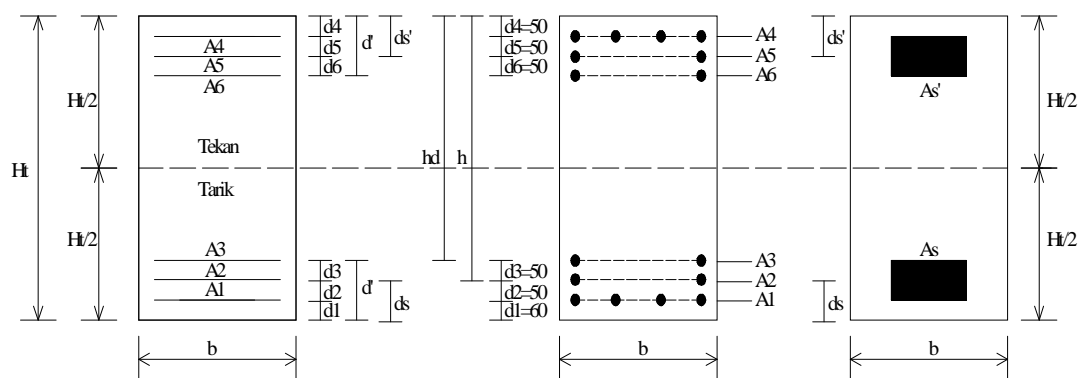 d4
d5
d6
d'
ds'
A4
A5
A6
Ht/2
Ht
Tekan
Tarik
Ht/2
hd
h
A3
A2
A1
d3
d2
d1
d'
ds
b
d4=50
d5=50
d6=50
A4
A5
A6
d3=50
d2=50
d1=60
A3
A2
A1
b
ds'
As'
Ht/2
As
ds
Ht/2
b